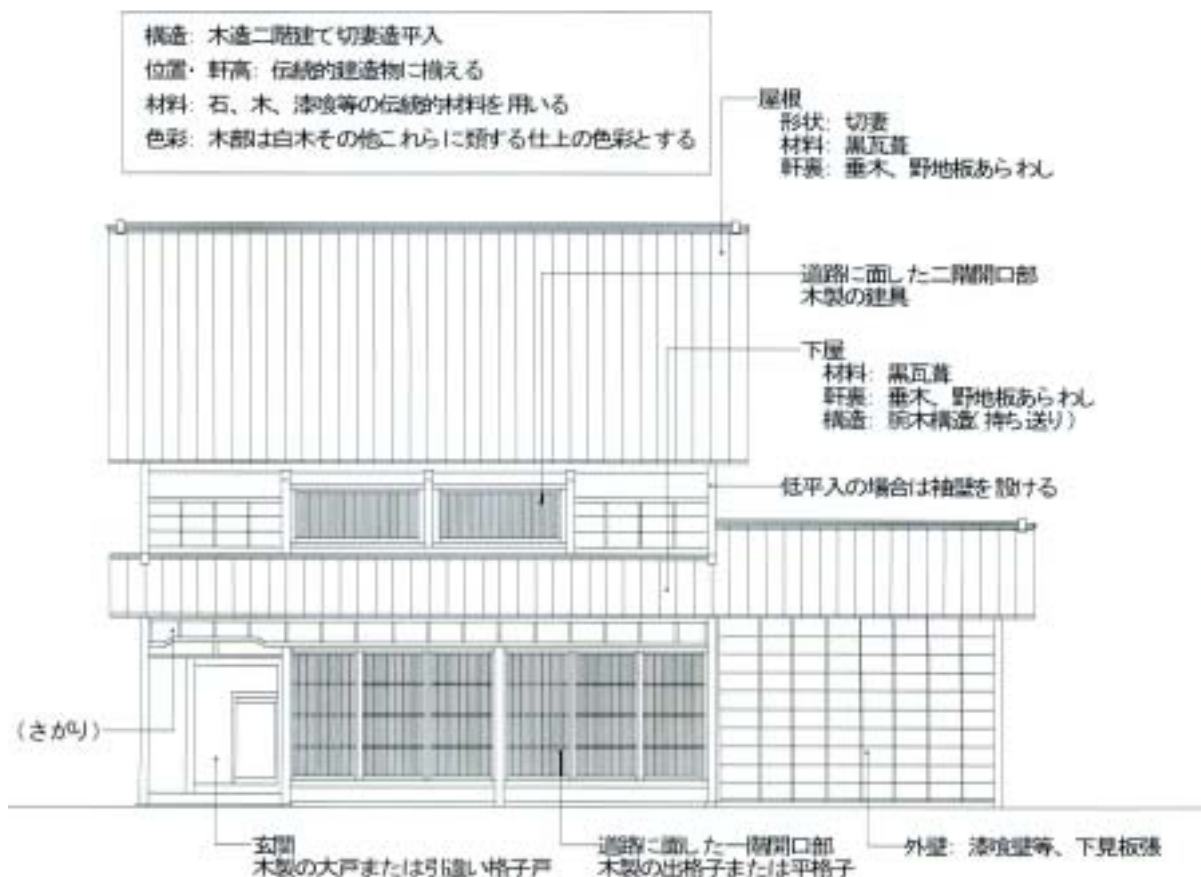 構造: 木造二階建て切妻造平入
位置・軒高: 伝統的建造物に揃える
材料: 石、木、漆喰等の伝統的材料を用いる
色彩: 木部は白木その他これらに類する仕上の色彩とする
屋根
形状: 切妻
材料: 黒瓦葺
軒裏: 垂木、野地板あらわし
道路に面した二階開口部
木製の建具
下屋
材料: 黒瓦葺
軒裏: 垂木、野地板あらわし
構造: 腕木構造(持ち送り)
低平入の場合は袖壁を設ける
(さがり)
玄関
木製の大戸または引違い格子戸
道路に面した一階開口部
木製の出格子または平格子
外壁: 漆喰壁等、下見板張